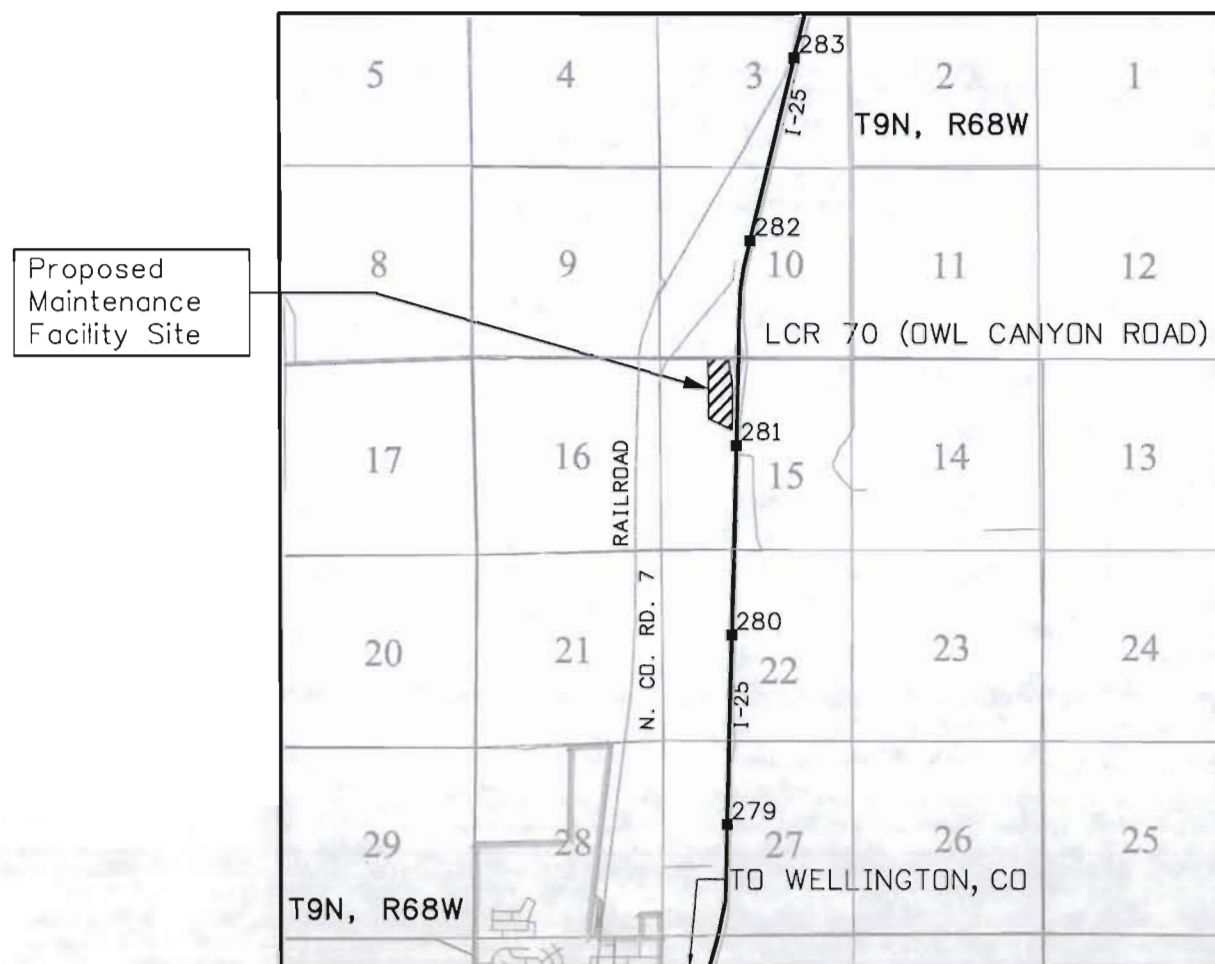 283
5
4
3
2
1
I-25
T9N, R68W
282
8
9
10
11
12
Proposed
Maintenance
Facility Site
LCR 70 (OWL CANYON ROAD)
281
17
16
15
14
13
RAILROAD
N. CO. RD. 7
280
20
21
22
23
24
I-25
279
29
28
27
26
25
TO WELLINGTON, CO
T9N, R68W